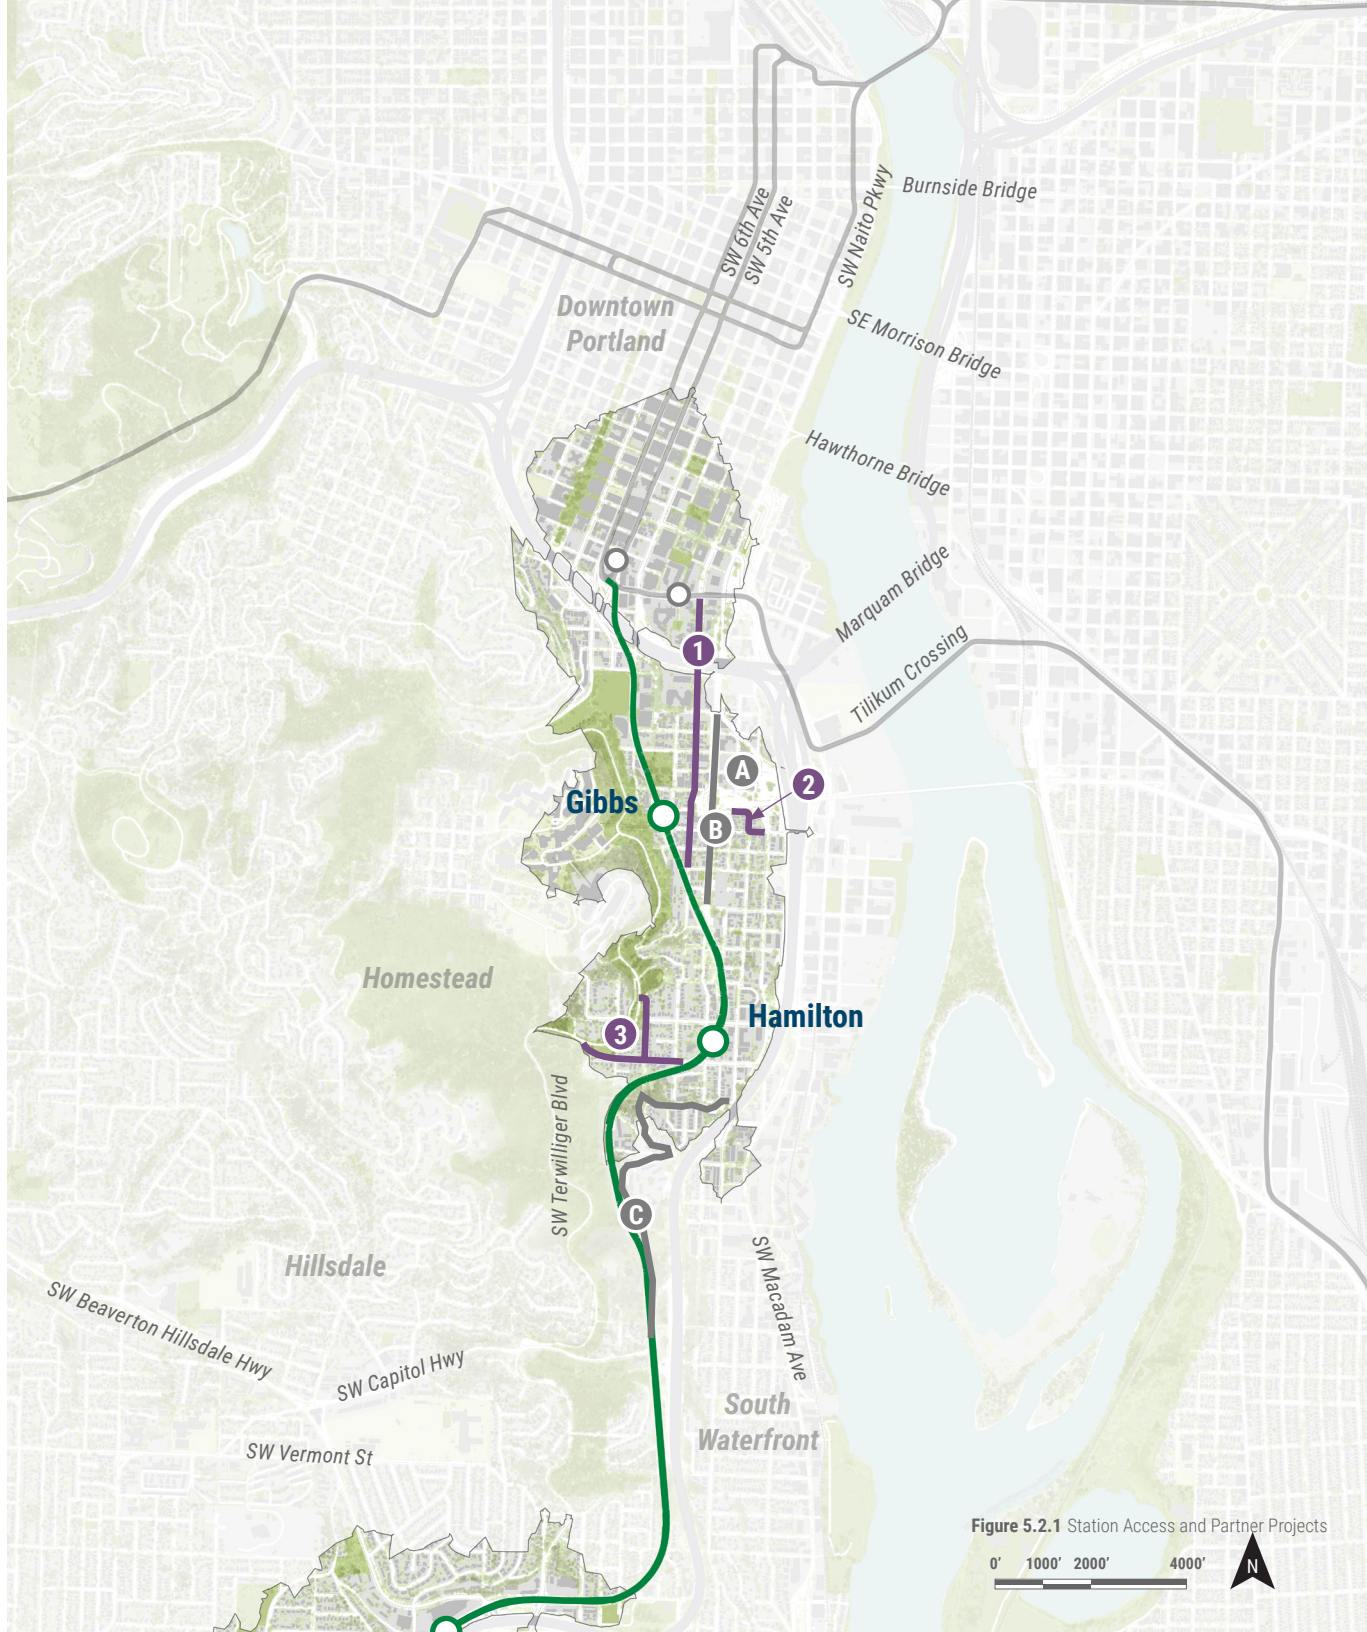 Burnside Bridge
SW 6th Ave
SW 5th Ave
SW Naito Pkwy
Downtown
Portland
SE Morrison Bridge
Hawthorne Bridge
Marquam Bridge
1
Tilikum Crossing
A
2
Gibbs
B
Homestead
Hamilton
3
SW Terwilliger Blvd
C
Hillsdale
SW Macadam Ave
SW Beaverton Hillsdale Hwy
SW Capitol Hwy
South
Waterfront
SW Vermont St
Figure 5.2.1 Station Access and Partner Projects
0' 1000' 2000' 4000'
N